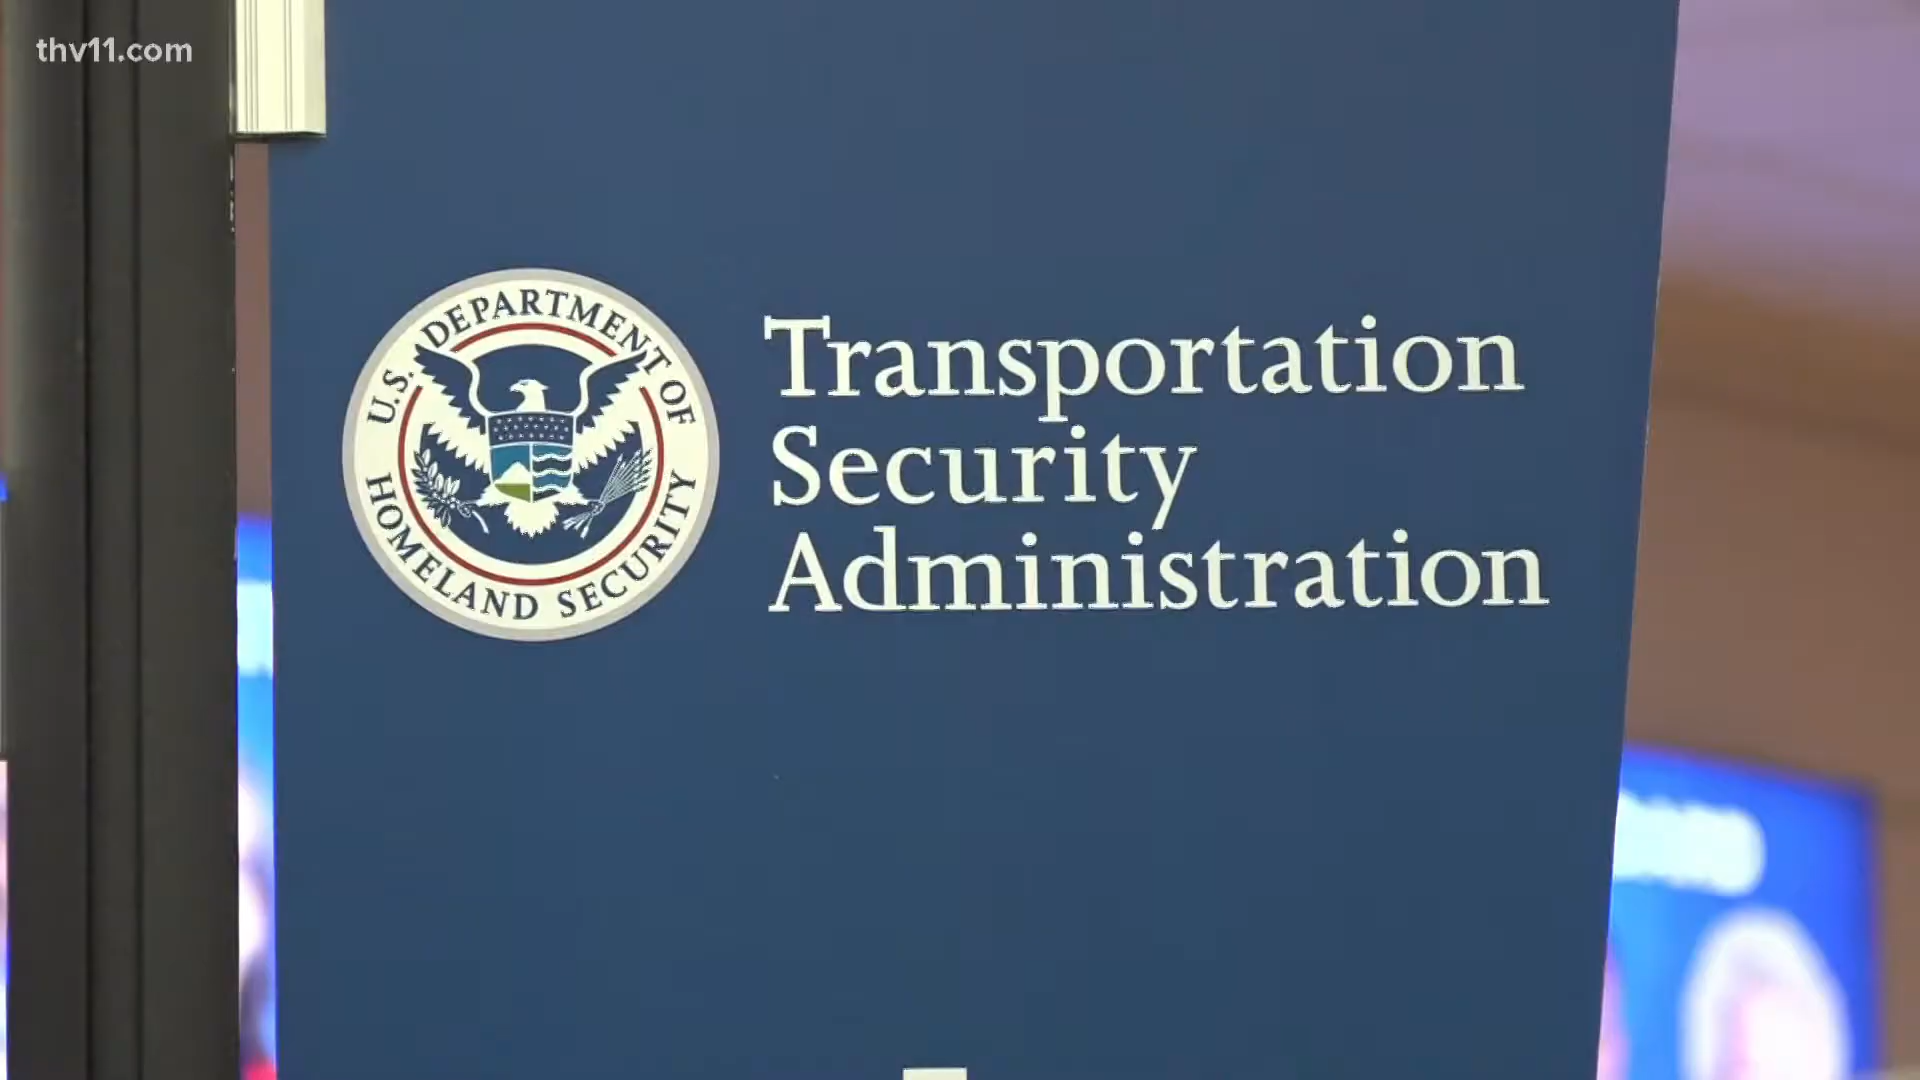 thv11.com
U.S. DEPARTMENT OF
HOMELAND SECURITY
Transportation
Security
Administration